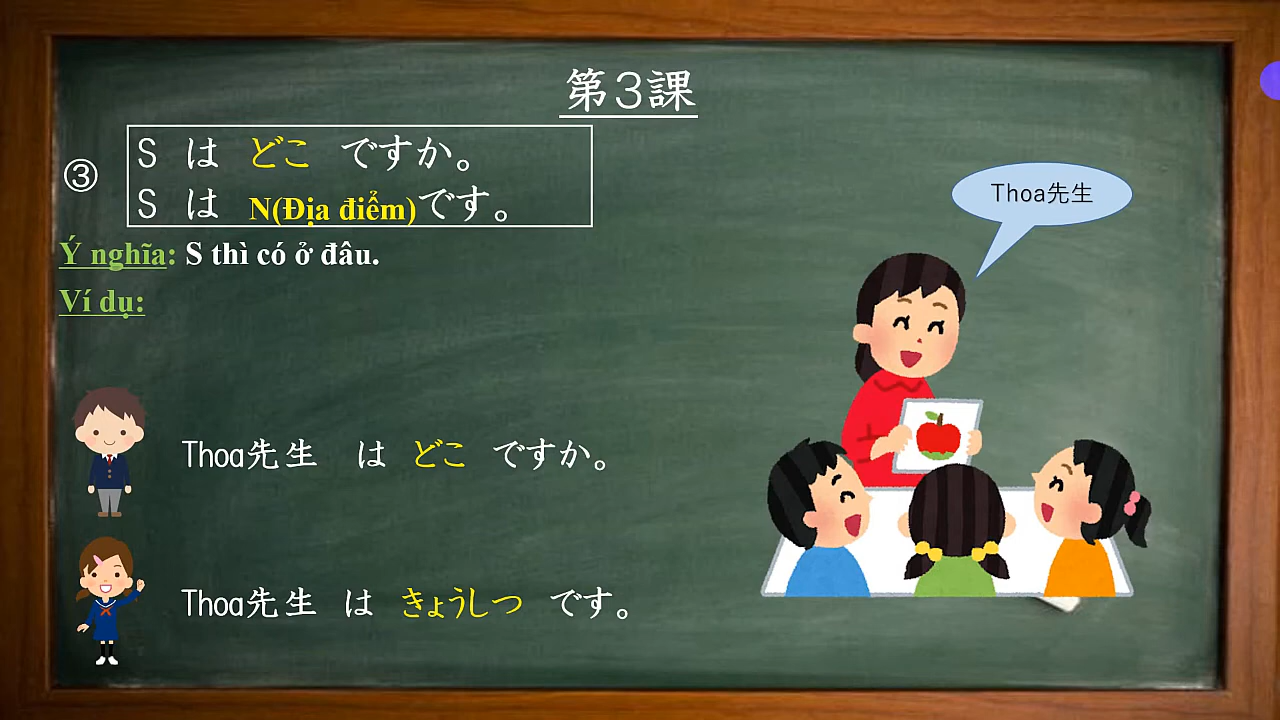 第3課
③
S は どこ ですか。
S は N(Địa điểm)です。
Ý nghĩa: S thì có ở đâu.
Ví dụ:
Thoa先生
Thoa先生 は どこ ですか。
Thoa先生 は きょうしつ です。